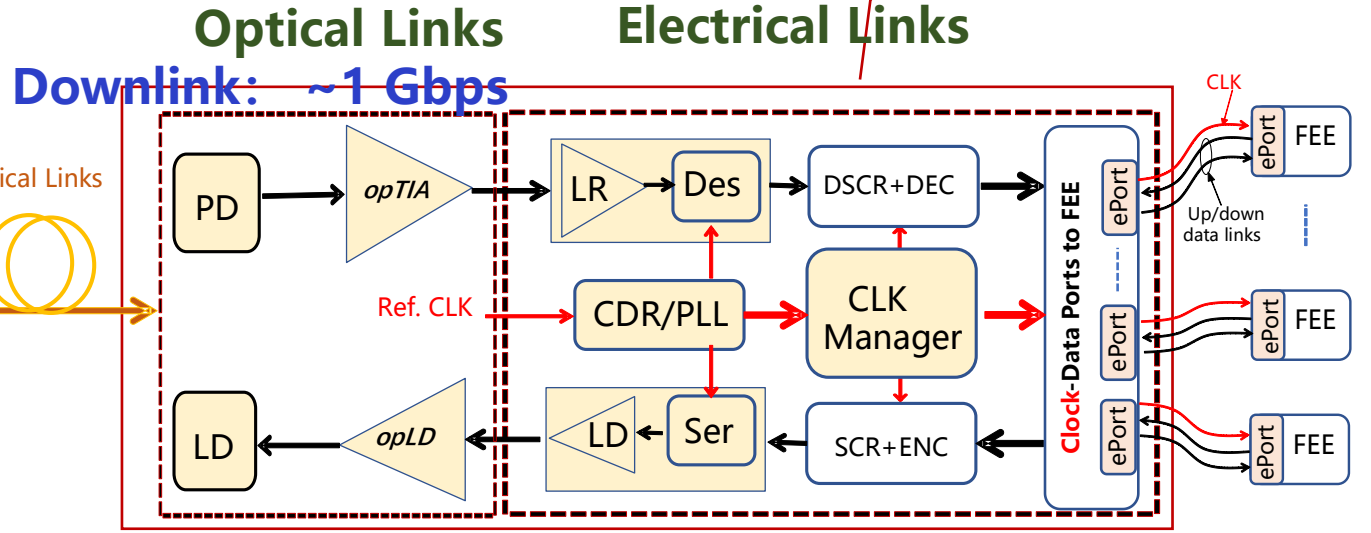 Optical Links
Electrical Links
Downlink: ~1 Gbps
CLK
ical Links
PD
opTIA
LR
Des
DSCR+DEC
Clock-Data Ports to FEE
ePort
ePort
FEE
Up/down
data links
Ref. CLK
CDR/PLL
CLK
Manager
ePort
ePort
FEE
LD
opLD
LD
Ser
SCR+ENC
ePort
ePort
FEE